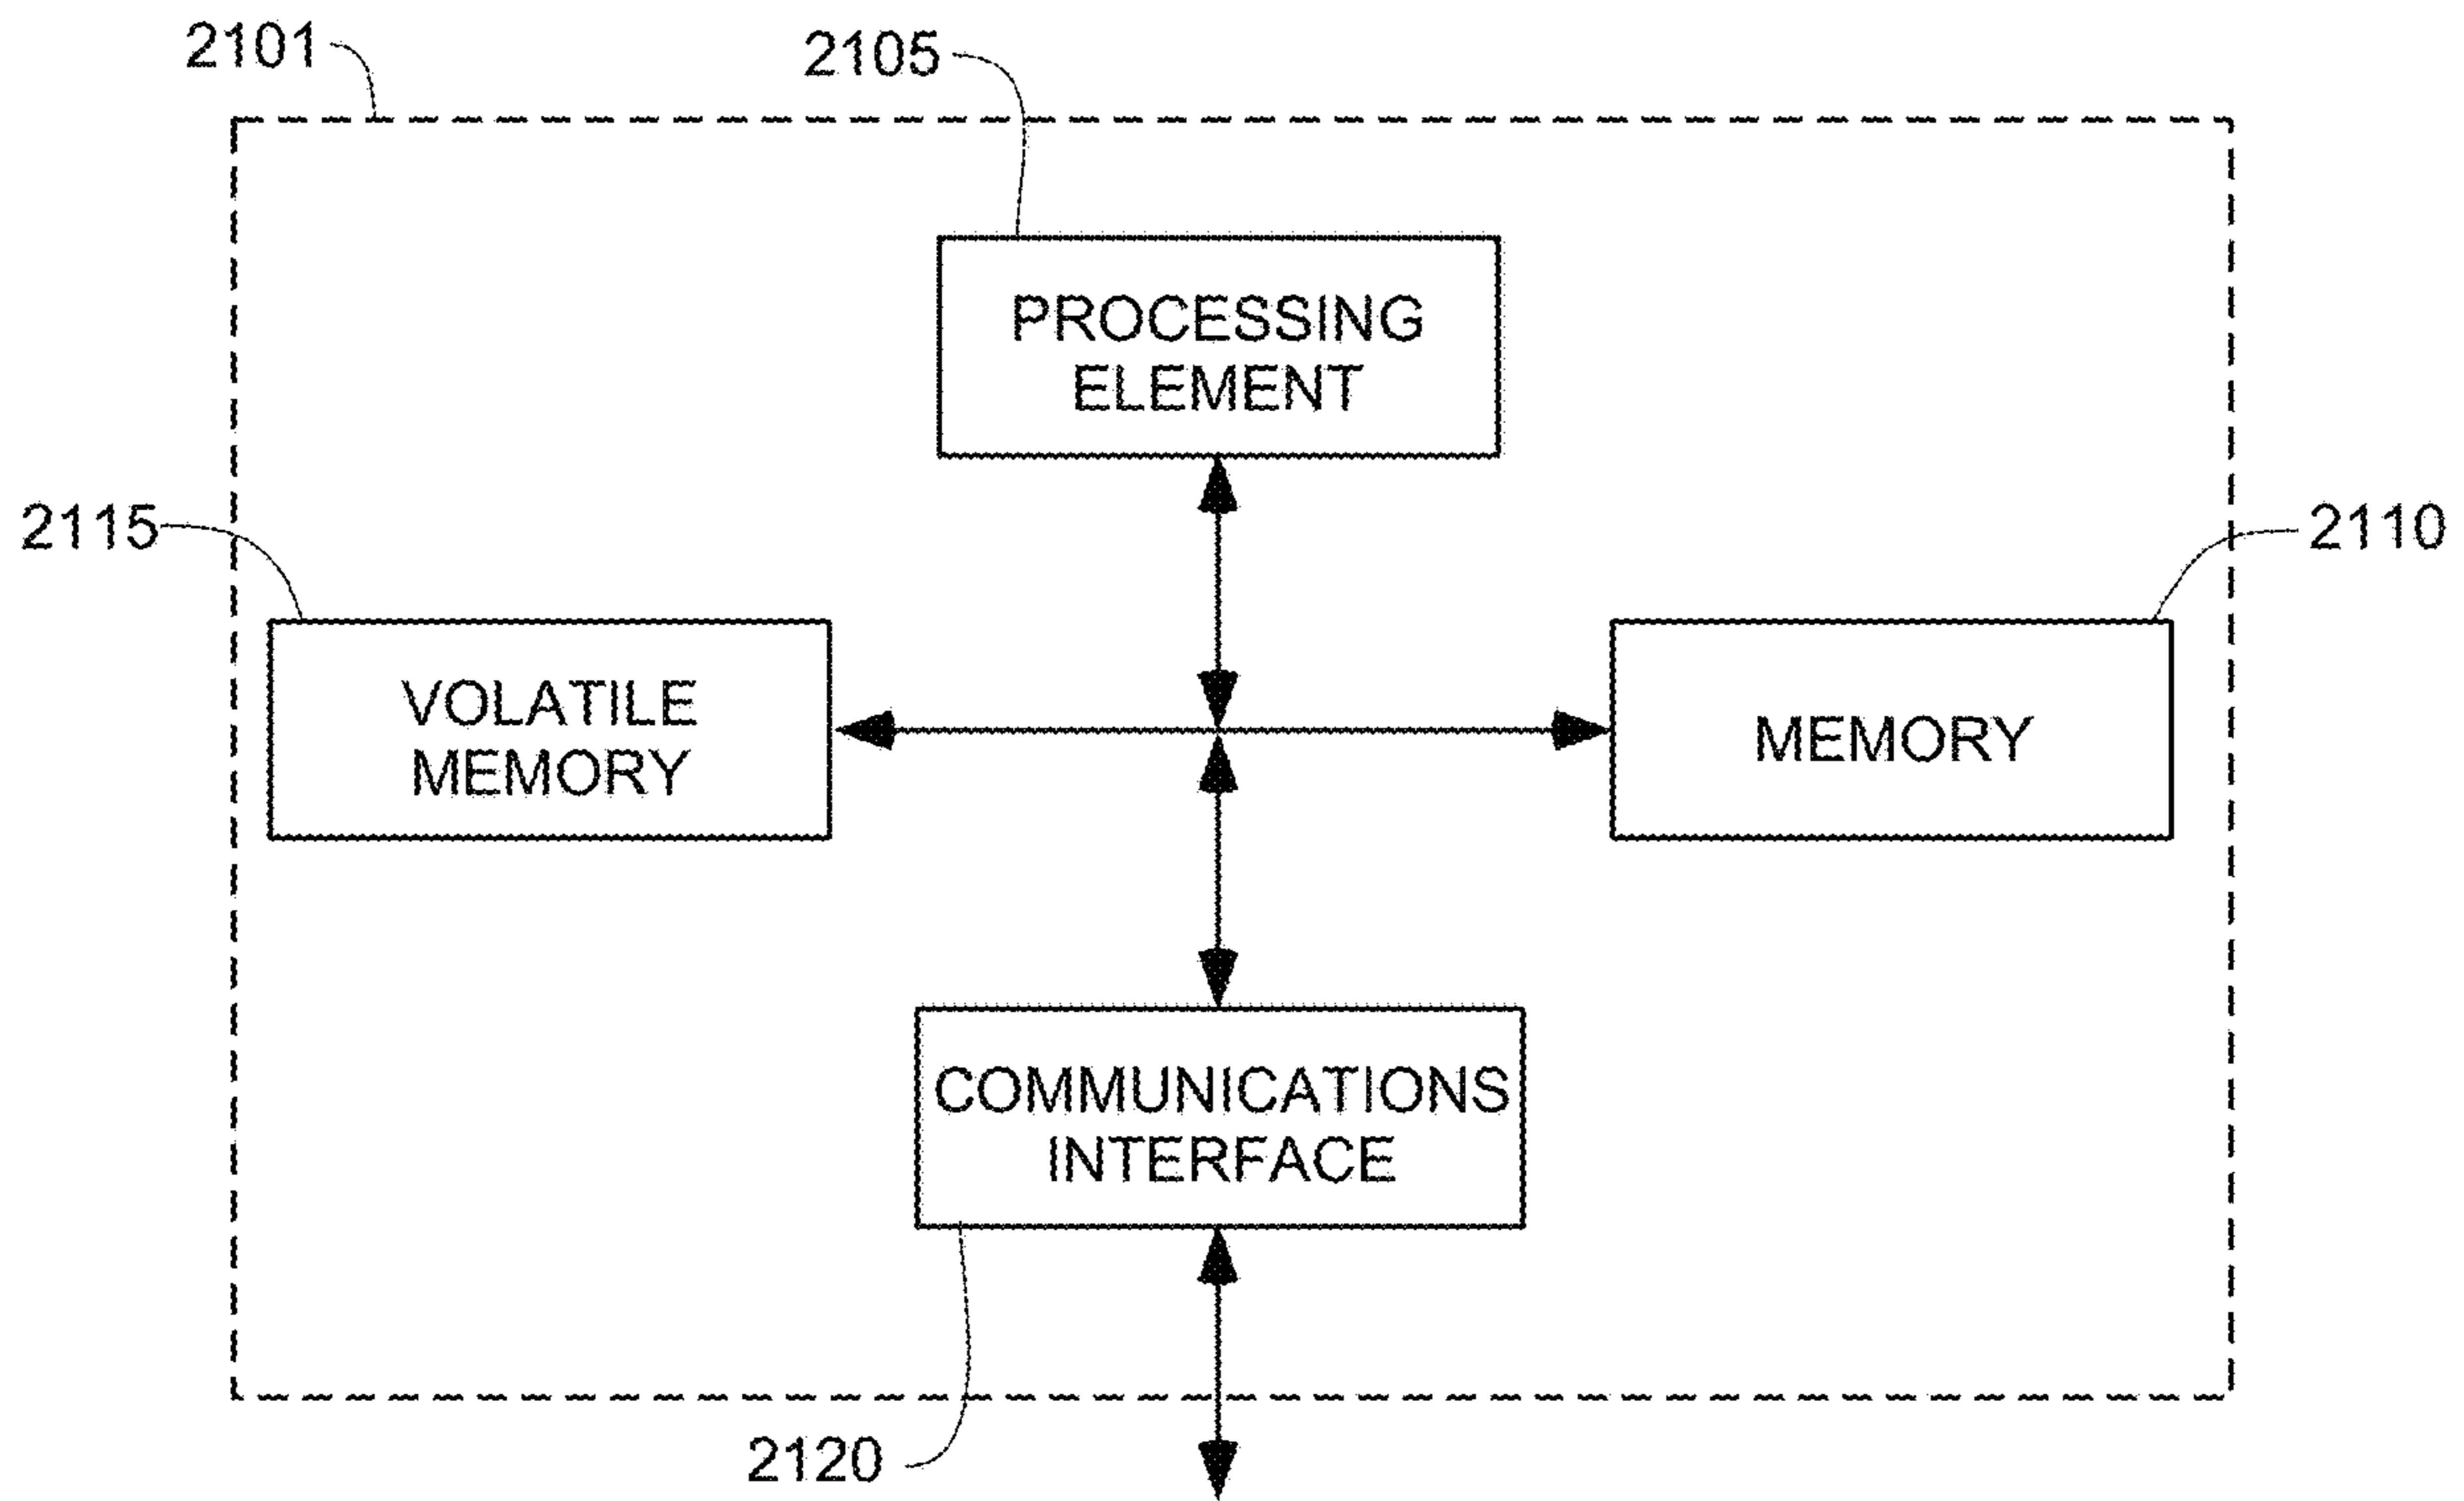 2101
2105
PROCESSING
ELEMENT
2115
2110
VOLATILE
MEMORY
MEMORY
COMMUNICATIONS
INTERFACE
2120